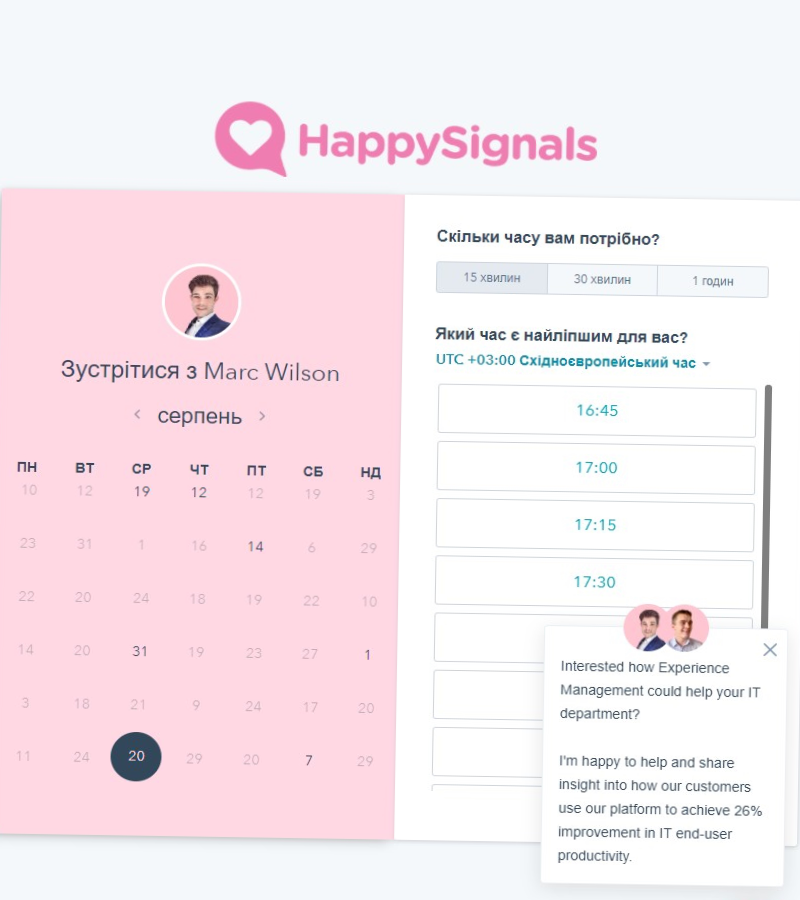 HappySignals
Зустрітися з Marc Wilson
серпень
ПН ВТ СР ЧТ ПТ СБ НД
10 12 19 12 12 19 3
23 31 1 16 14 6 29
22 20 24 18 19 22 10
14 20 31 19 23 27 1
3 18 21 9 24 17 20
11 24 20 29 20 7 29
Скільки часу вам потрібно?
15 хвилин 30 хвилин 1 годин
Який час є найліпшим для вас?
UTC +03:00 Східноєвропейський час
16:45
17:00
17:15
17:30
Interested how Experience
Management could help your IT
department?
I'm happy to help and share
insight into how our customers
use our platform to achieve 26%
improvement in IT end-user
productivity.